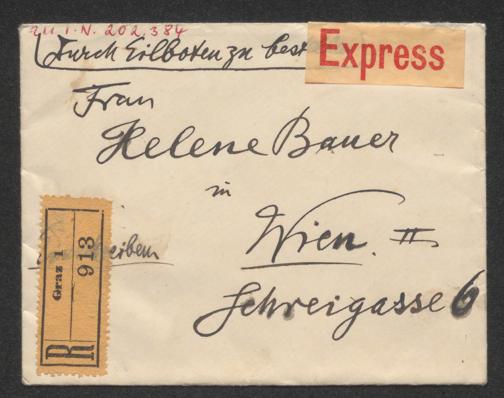 zu I.N. 202.384
Durch Eilboten zu best
Express
Frau
Helene Bauer
in
Wien. II
Schreigasse 6
eiben
Graz 1
913
R